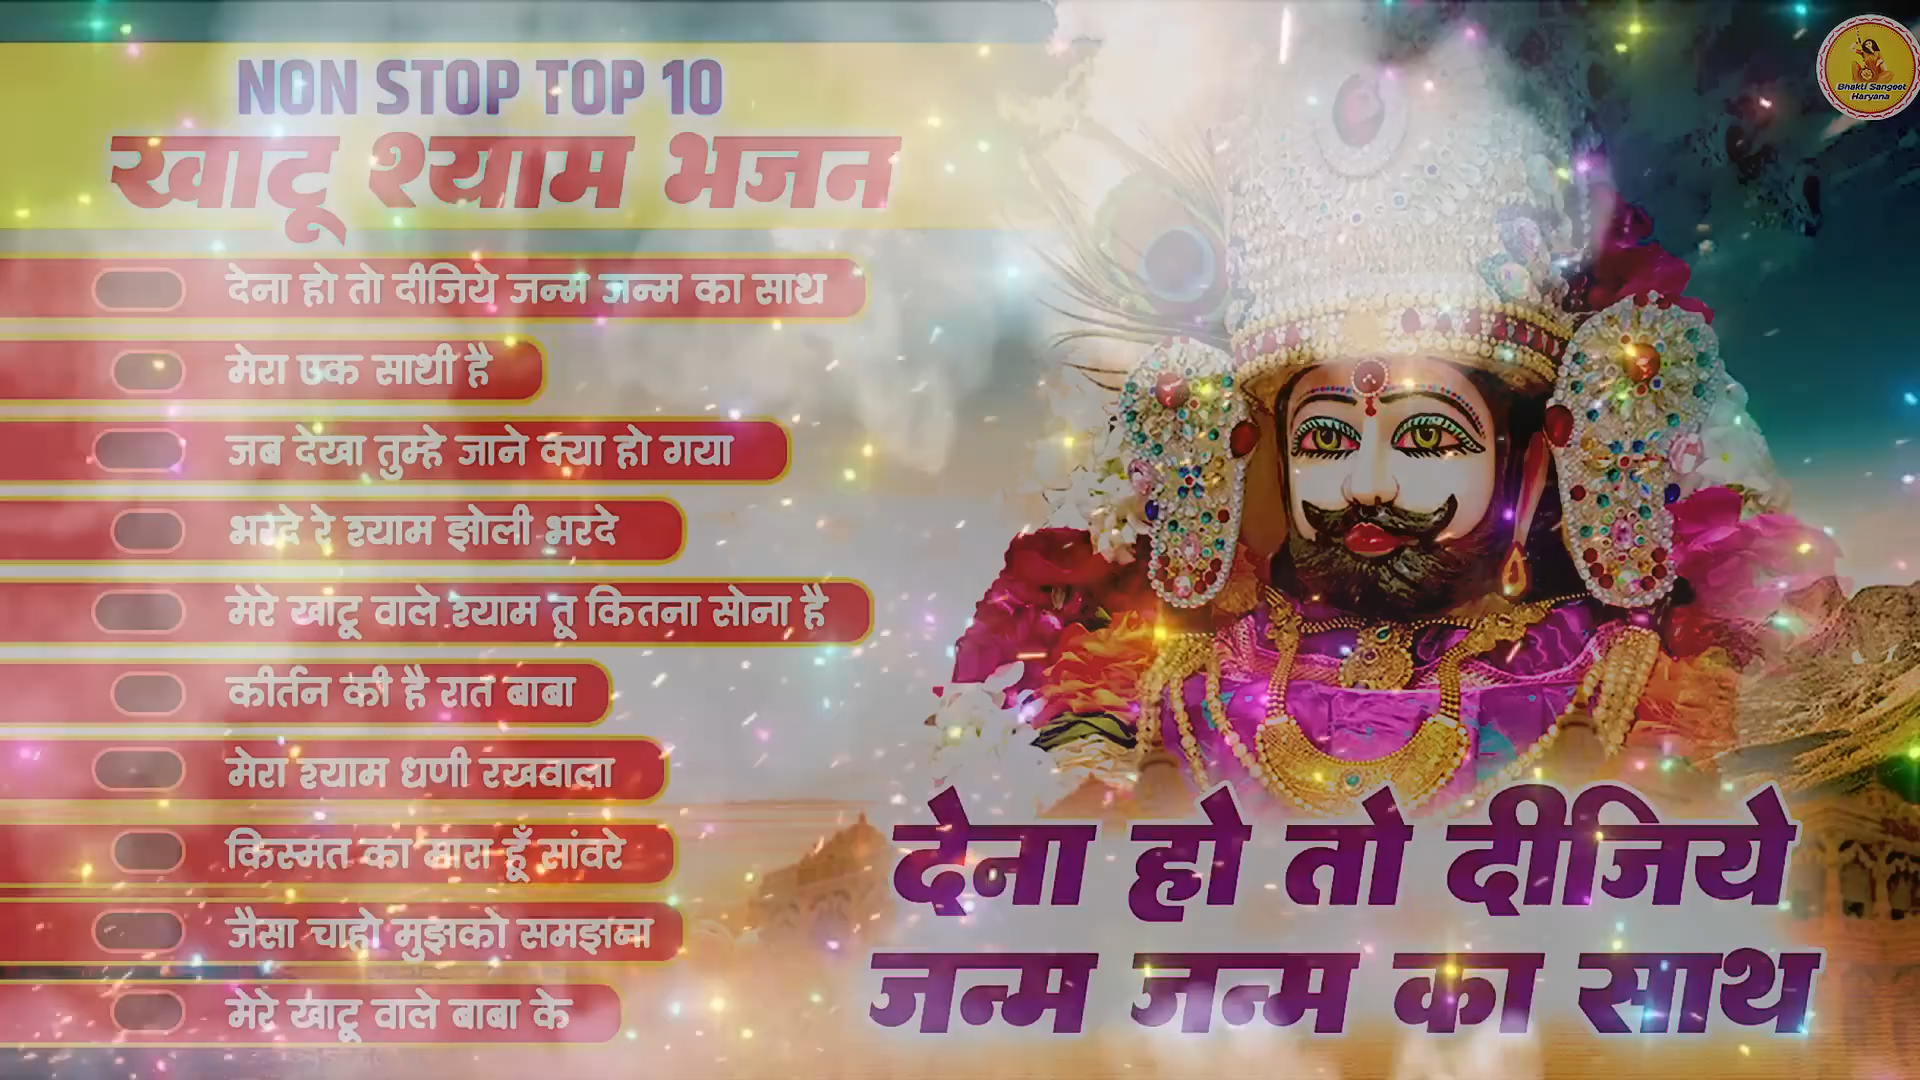 NON STOP TOP 10
खाटू श्याम भजन
देना हो तो दीजिये जन्म जन्म का साथ
मेरा एक साथी है
जब देखा तुम्हे जाने क्या हो गया
भरदे रे श्याम झोली भरदे
मेरे खाटू वाले श्याम तू कितना सोना है
कीर्तन की है रात बाबा
मेरा श्याम धणी रखवाला
किस्मत का मारा हूँ सांवरे
जैसा चाहो मुझको समझना
मेरे खाटू वाले बाबा के
देना हो तो दीजिये
जन्म जन्म का साथ
Bhakti Sangeet
Haryana